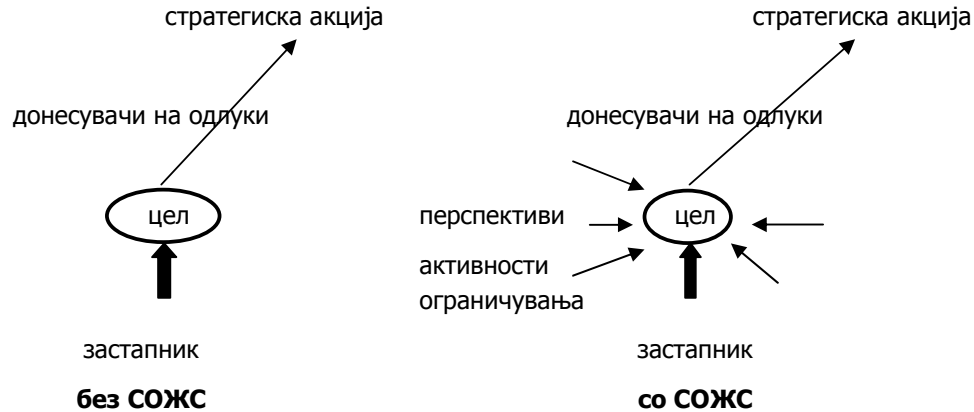 стратегиска акција
донесувачи на одлуки
цел
застапник
без СОЖС
стратегиска акција
донесувачи на одлуки
цел
перспективи
активности
ограничувања
застапник
со СОЖС